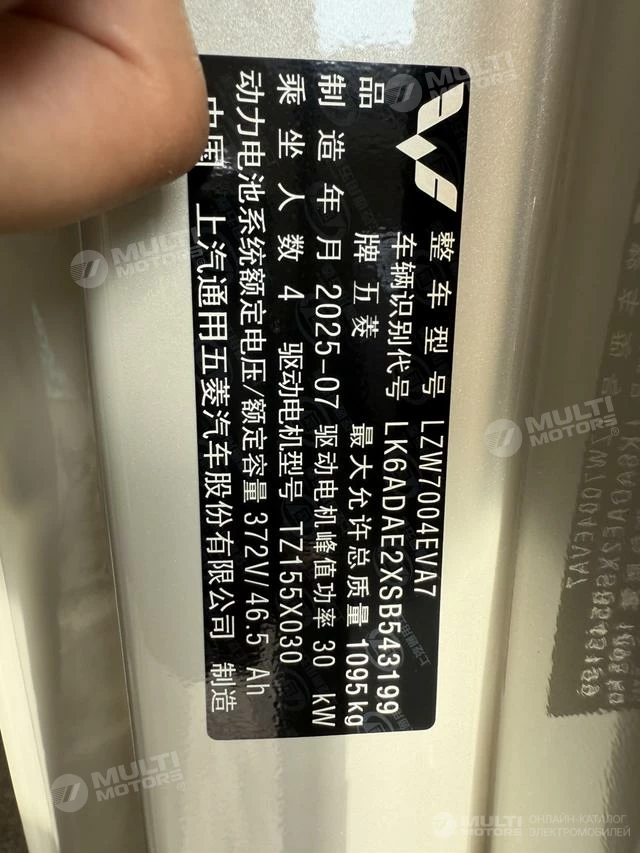 整车型号 LZW7004EVA7
车辆识别代号 LK6ADAE2XSB543199
品牌 五菱 最大允许总质量 1095kg
制造年月 2025-07 驱动电机峰值功率 30 kW
乘坐人数 4 驱动电机型号 TZ155X030
动力电池系统额定电压/额定容量 372V/46.5 Ah
中国 上汽通用五菱汽车股份有限公司 制造
MULTI MOTORS®
MULTI MOTORS®
MULTI MOTORS®
MULTI MOTORS®
MULTI MOTORS® ОНЛАЙН-КАТАЛОГ ЭЛЕКТРОМОБИЛЕЙ